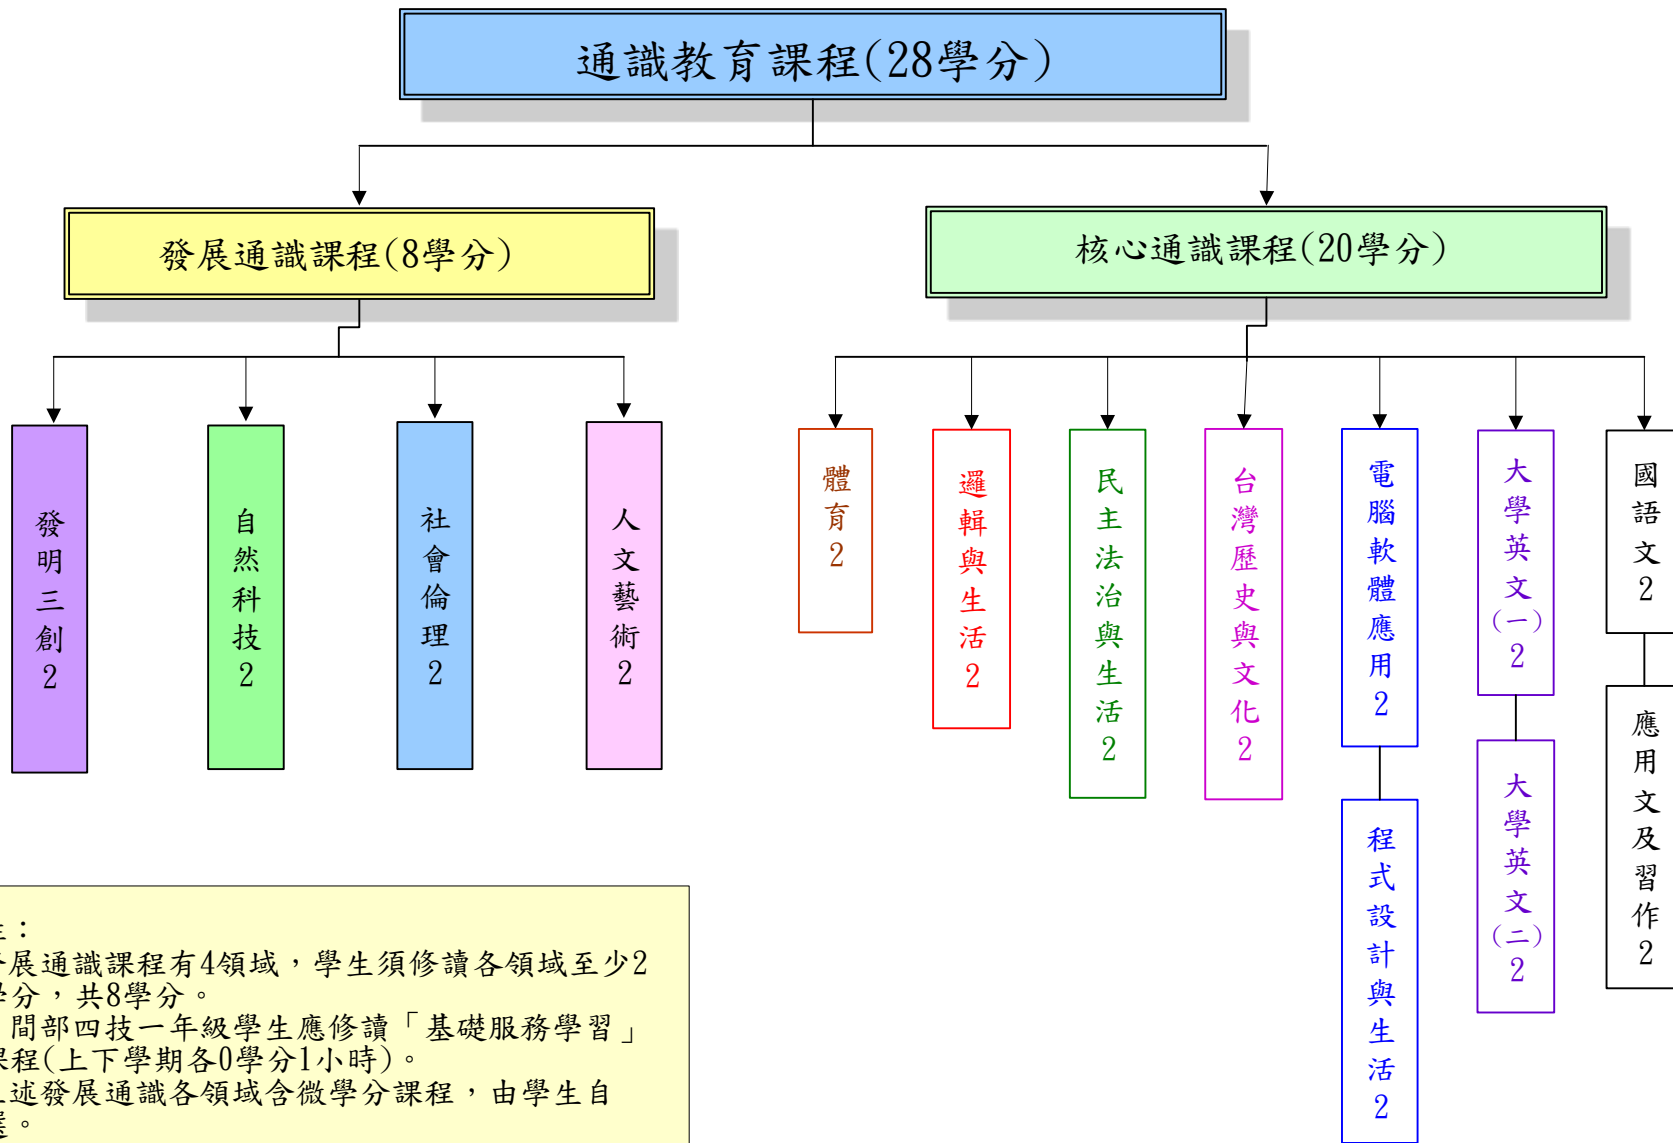 通識教育課程(28學分)
發展通識課程(8學分)
核心通識課程(20學分)
發明三創2
自然科技2
社會倫理2
人文藝術2
體育2
邏輯與生活2
民主法治與生活2
台灣歷史與文化2
電腦軟體應用2
程式設計與生活2
大學英文(一)2
大學英文(二)2
國語文2
應用文及習作2
：
展通識課程有4領域，學生須修讀各領域至少2
學分，共8學分。
間部四技一年級學生應修讀「基礎服務學習」
課程(上下學期各0學分1小時)。
述發展通識各領域含微學分課程，由學生自
選。